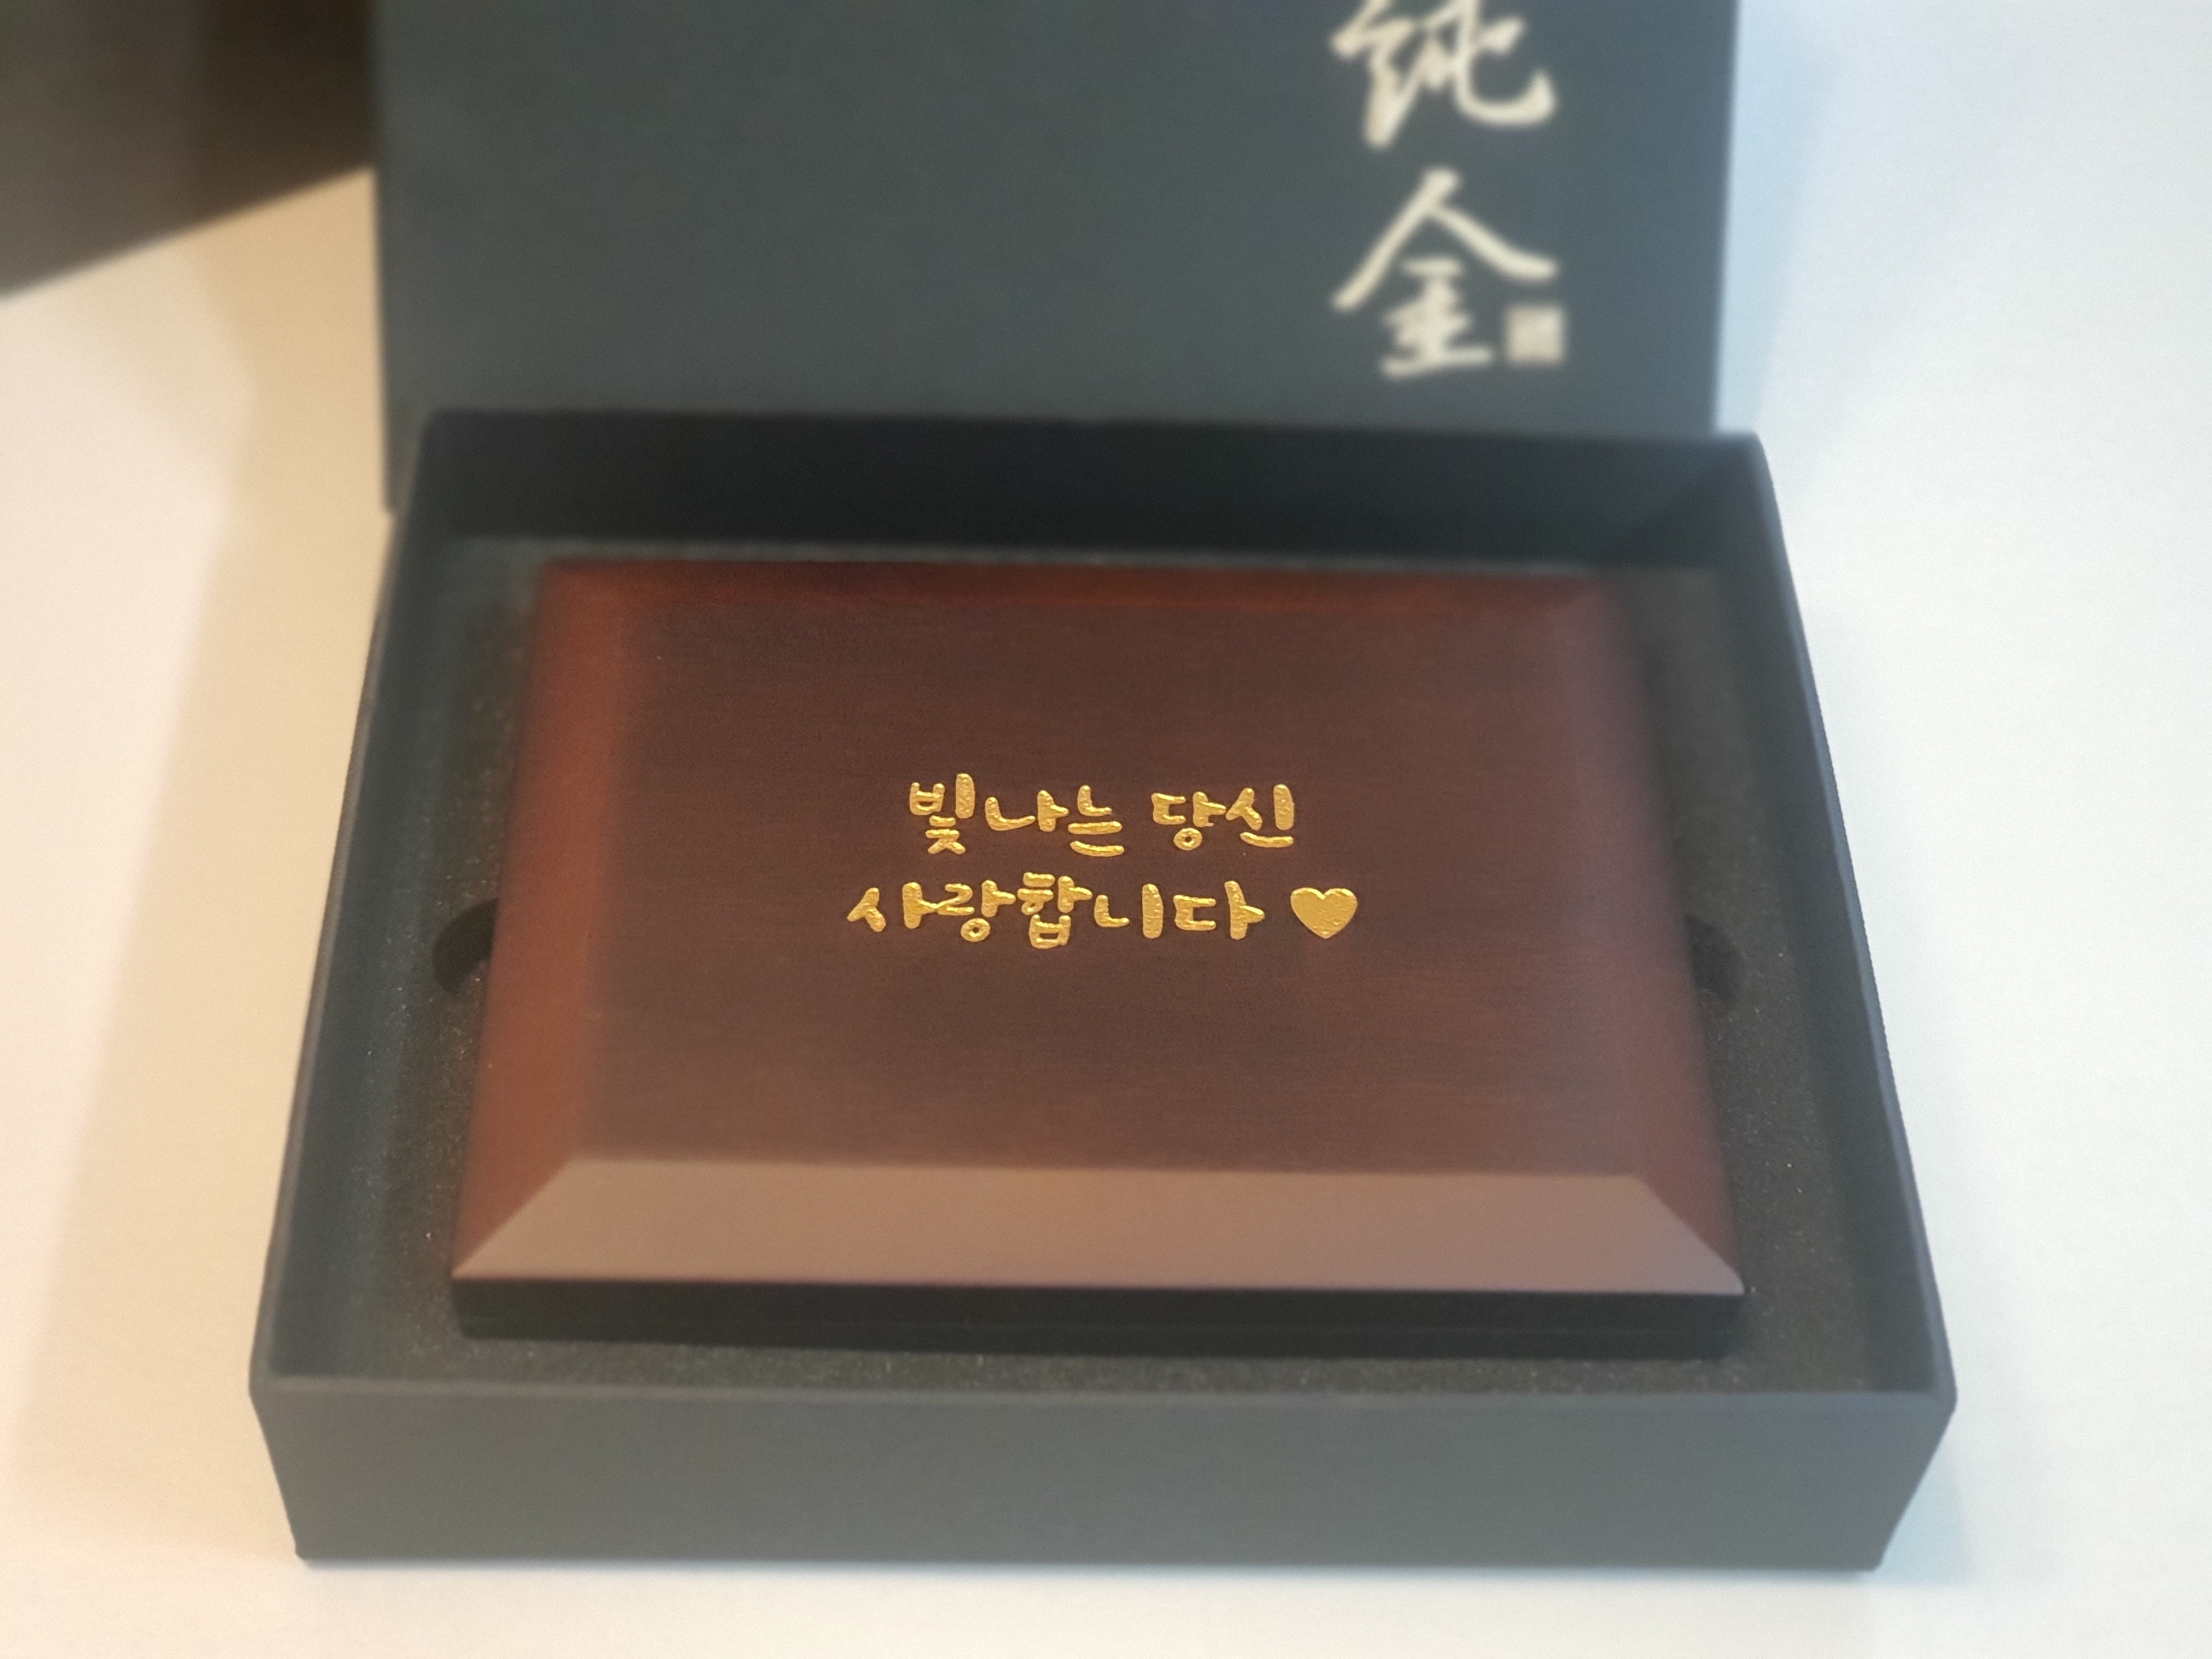 純
金
빛나는 당신
사랑합니다 ♥